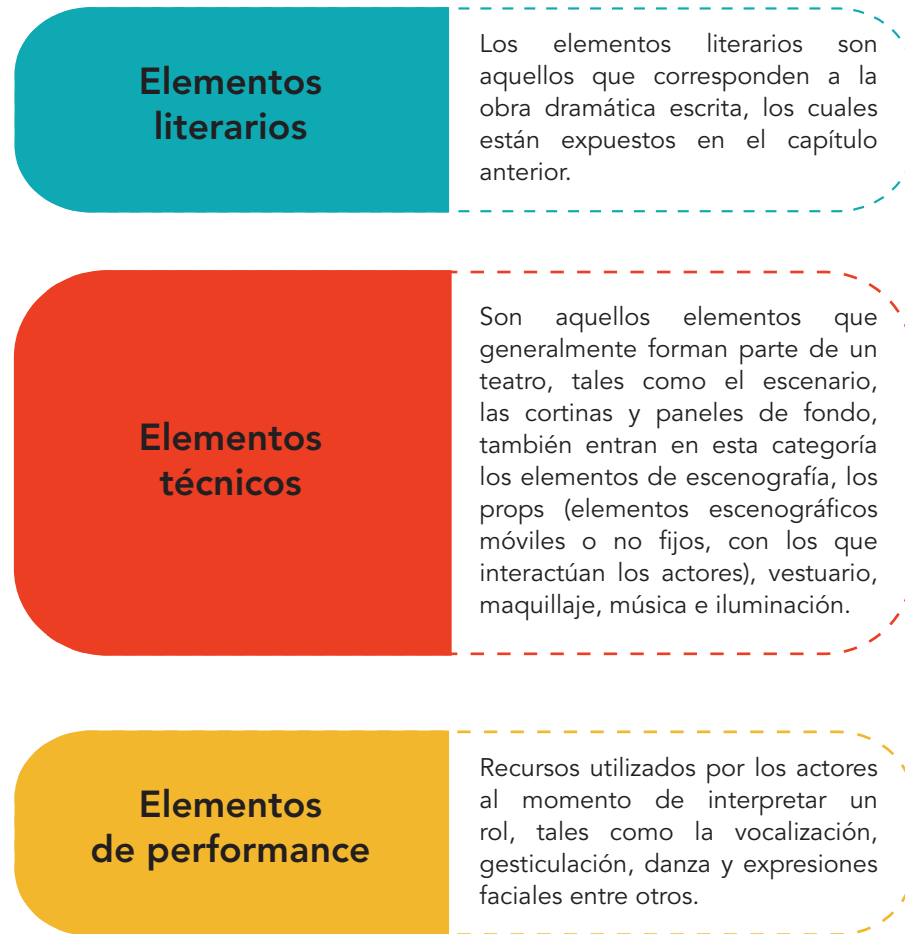 Elementos
literarios
Los elementos literarios son
aquellos que corresponden a la
obra dramática escrita, los cuales
están expuestos en el capítulo
anterior.
Elementos
técnicos
Son aquellos elementos que
generalmente forman parte de un
teatro, tales como el escenario,
las cortinas y paneles de fondo,
también entran en esta categoría
los elementos de escenografía, los
props (elementos escenográficos
móviles o no fijos, con los que
interactúan los actores), vestuario,
maquillaje, música e iluminación.
Elementos
de performance
Recursos utilizados por los actores
al momento de interpretar un
rol, tales como la vocalización,
gesticulación, danza y expresiones
faciales entre otros.